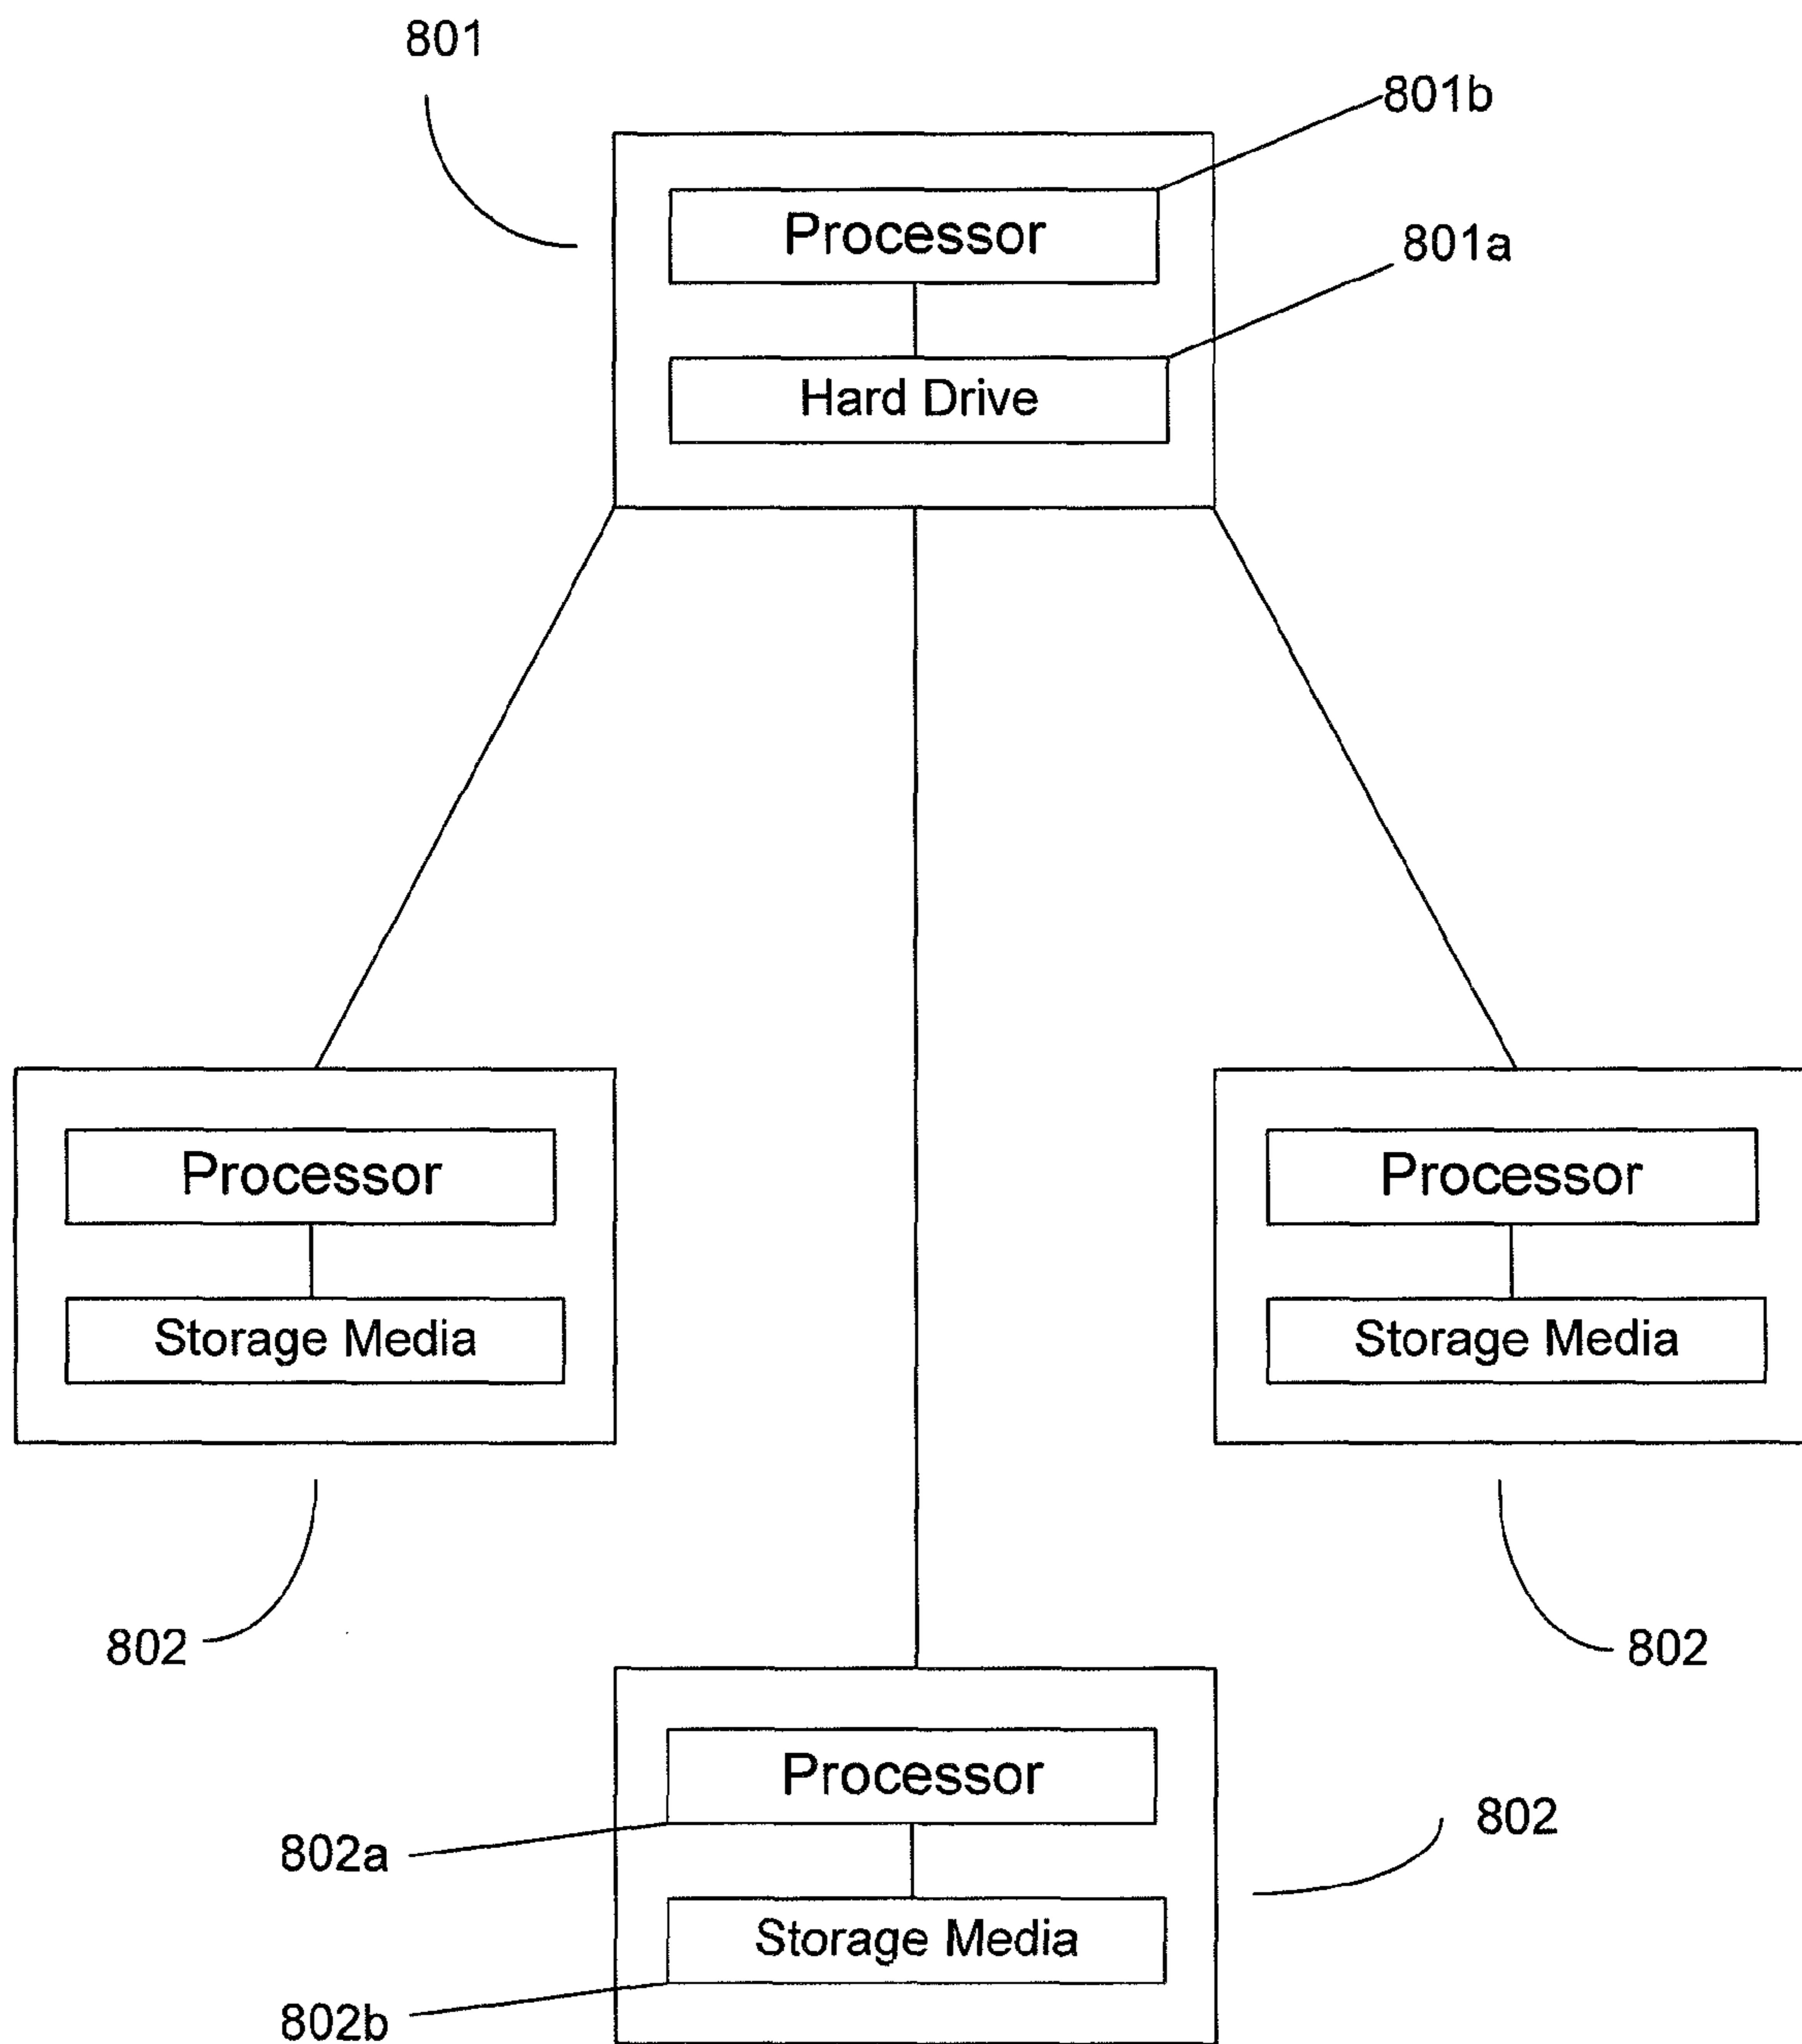 801
801b
Processor
801a
Hard Drive
Processor
Processor
Storage Media
Storage Media
802
802
Processor
802
802a
Storage Media
802b